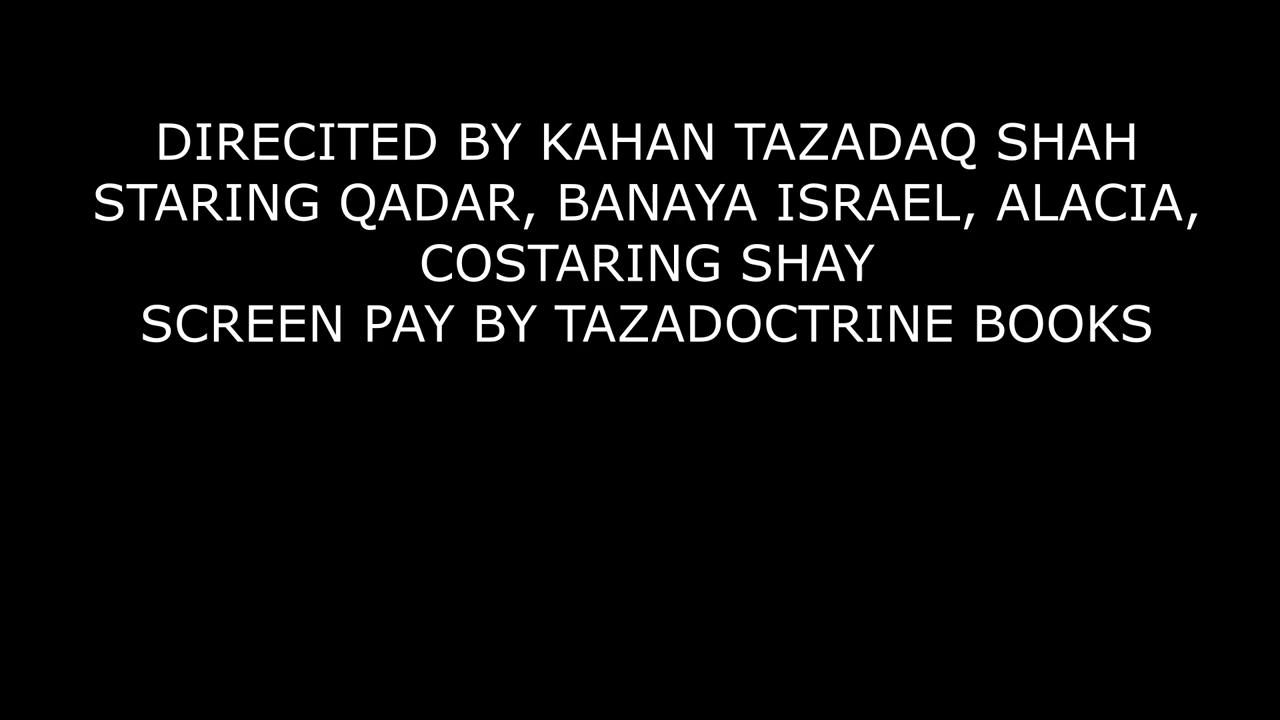 DIRECITED BY KAHAN TAZADAQ SHAH
STARING QADAR, BANAYA ISRAEL, ALACIA,
COSTARING SHAY
SCREEN PAY BY TAZADOCTRINE BOOKS